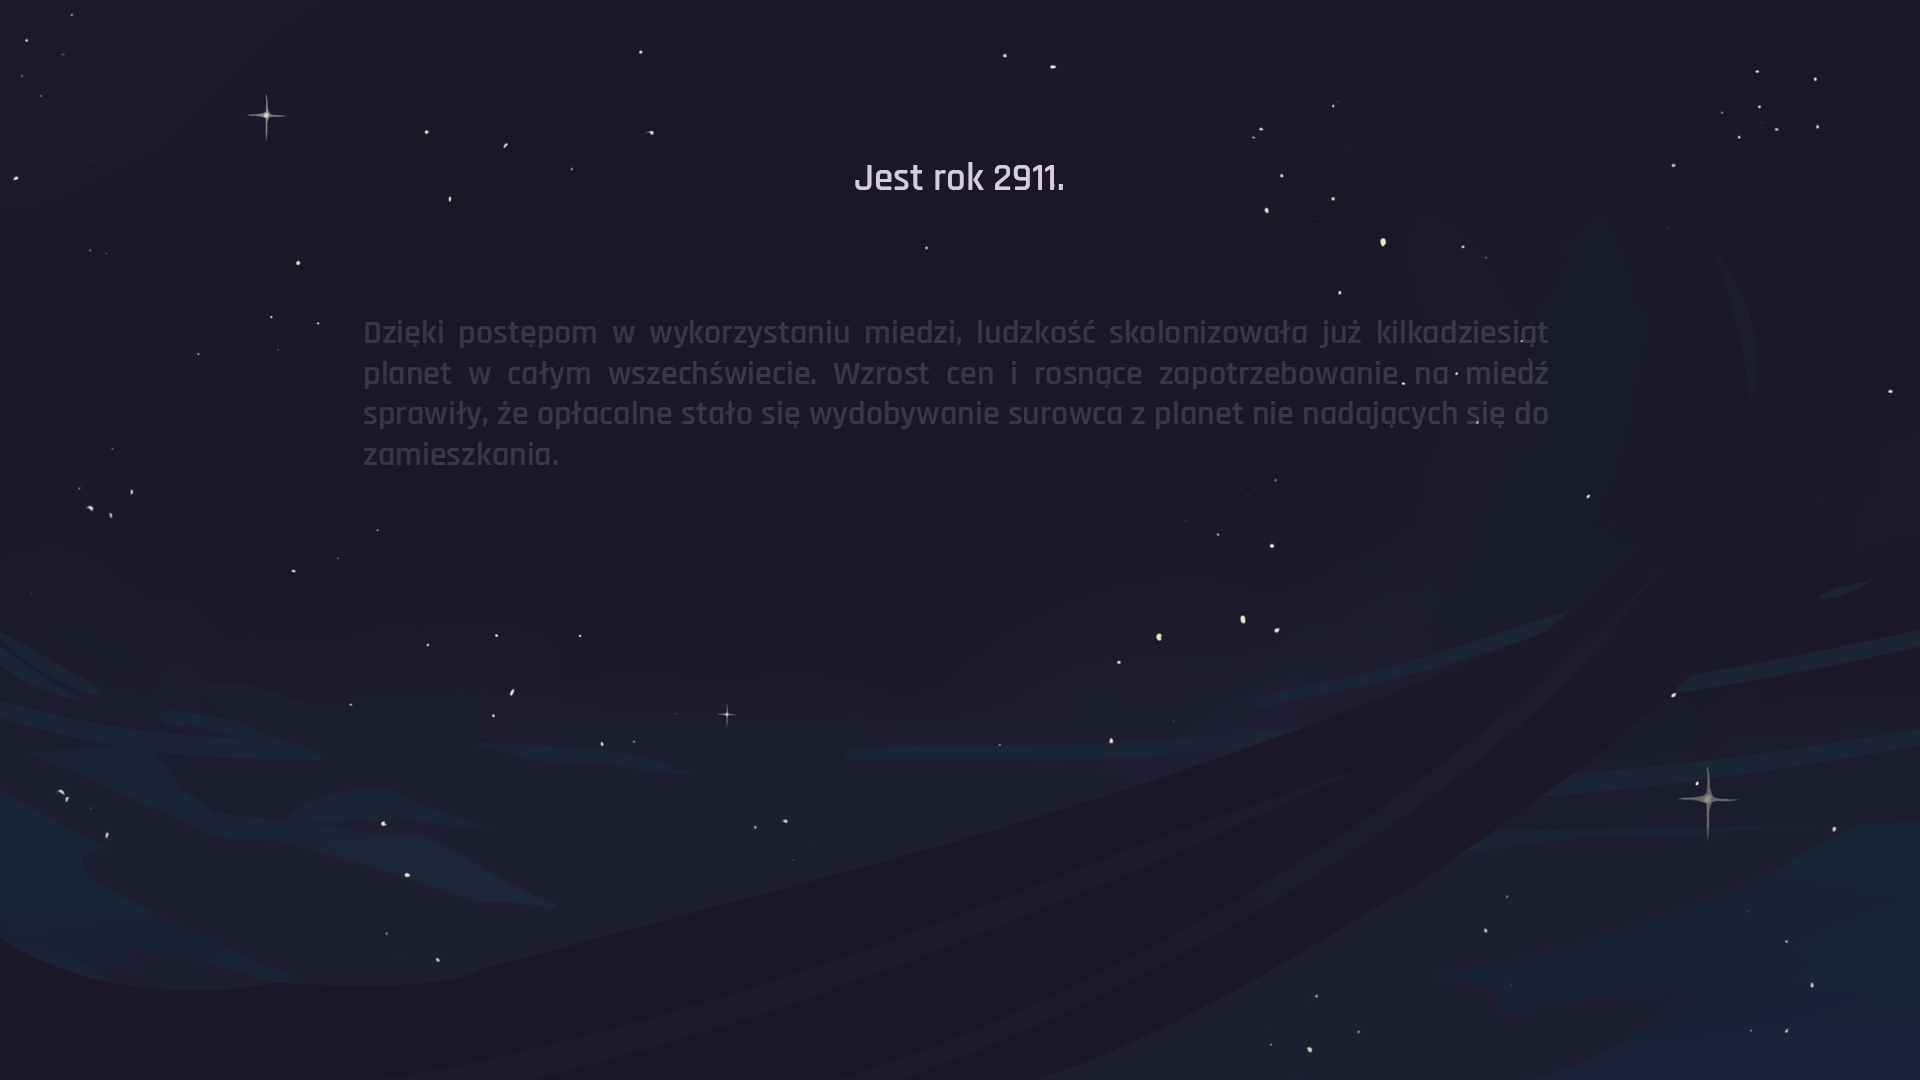 Jest rok 2911.
Dzięki postępom w wykorzystaniu miedzi, ludzkość skolonizowała już kilkadziesiąt
planet w całym wszechświecie. Wzrost cen i rosnące zapotrzebowanie na miedź
sprawiły, że opłacalne stało się wydobywanie surowca z planet nie nadających się do
zamieszkania.